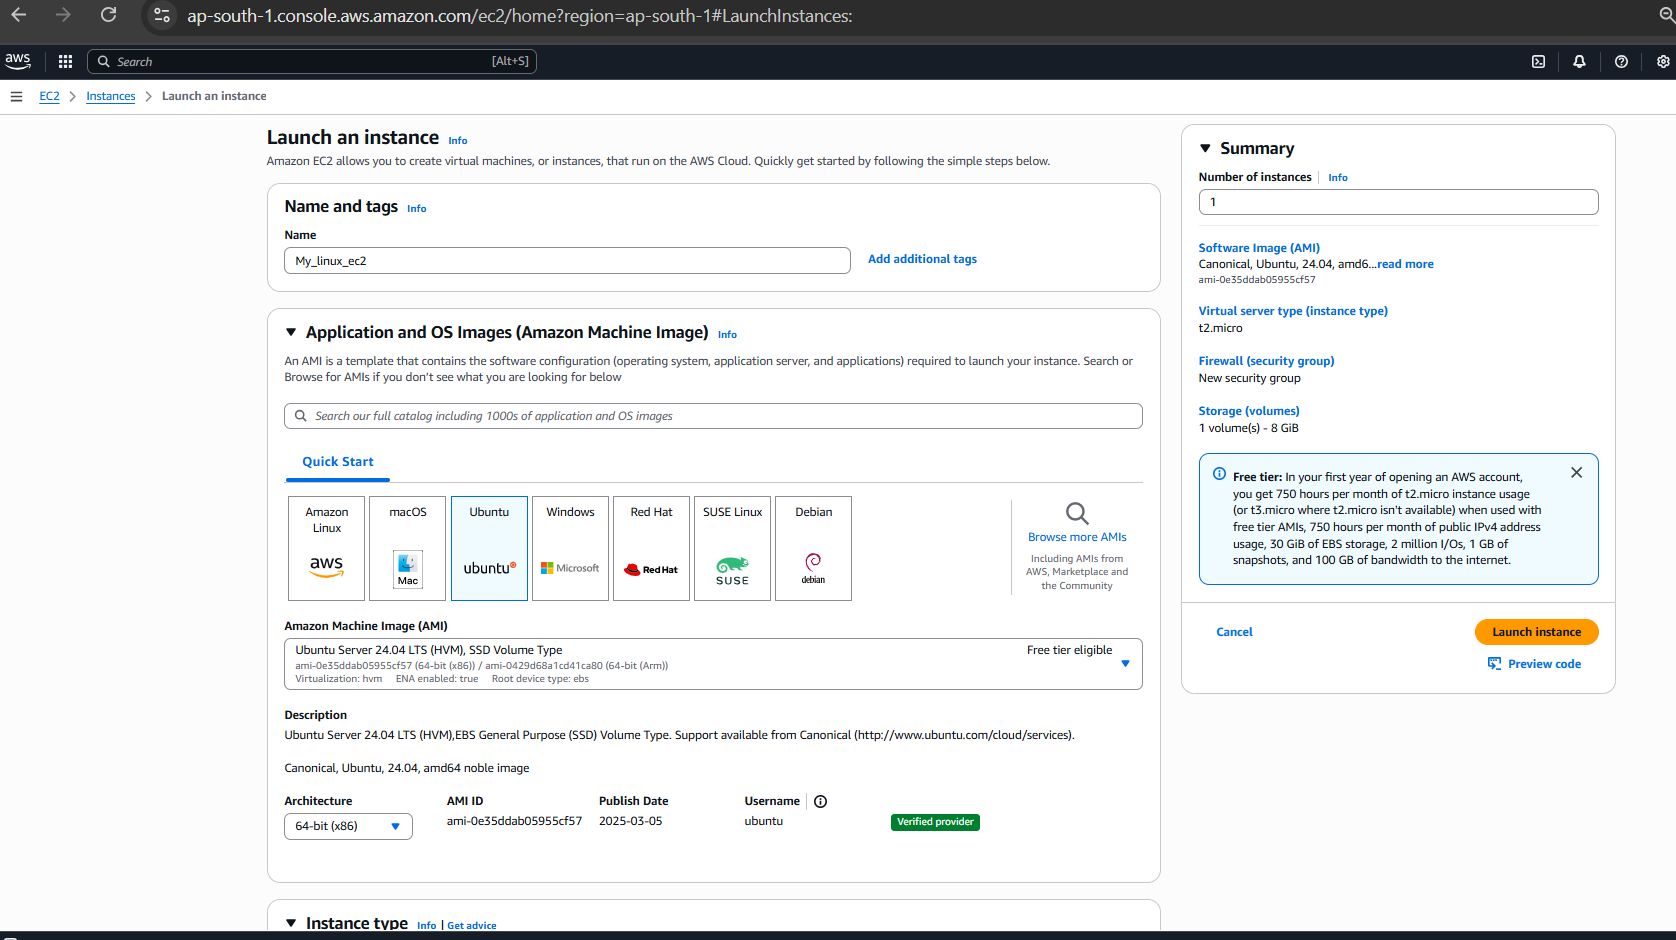 ap-south-1.console.aws.amazon.com/ec2/home?region=ap-south-1#LaunchInstances:
aws
Search
[Alt+S]
EC2 > Instances > Launch an instance
Launch an instance Info
Amazon EC2 allows you to create virtual machines, or instances, that run on the AWS Cloud. Quickly get started by following the simple steps below.
Name and tags Info
Name
My_linux_ec2
Add additional tags
Application and OS Images (Amazon Machine Image) Info
An AMI is a template that contains the software configuration (operating system, application server, and applications) required to launch your instance. Search or
Browse for AMIs if you don't see what you are looking for below
Search our full catalog including 1000s of application and OS images
Quick Start
Amazon
Linux
aws
macOS
Mac
Ubuntu
ubuntu
Windows
Microsoft
Red Hat
Red Hat
SUSE Linux
SUSE
Debian
debian
Browse more AMIs
Including AMIs from
AWS, Marketplace and
the Community
Amazon Machine Image (AMI)
Ubuntu Server 24.04 LTS (HVM), SSD Volume Type
Free tier eligible
ami-0e35ddab05955cf57 (64-bit (x86)) / ami-0429d68a1cd41ca80 (64-bit (Arm))
Virtualization: hvm ENA enabled: true Root device type: ebs
Description
Ubuntu Server 24.04 LTS (HVM),EBS General Purpose (SSD) Volume Type. Support available from Canonical (http://www.ubuntu.com/cloud/services).
Canonical, Ubuntu, 24.04, amd64 noble image
Architecture
64-bit (x86)
AMI ID
ami-0e35ddab05955cf57
Publish Date
2025-03-05
Username
ubuntu
Verified provider
Instance type Info | Get advice
Summary
Number of instances Info
1
Software Image (AMI)
Canonical, Ubuntu, 24.04, amd6...read more
ami-0e35ddab05955cf57
Virtual server type (instance type)
t2.micro
Firewall (security group)
New security group
Storage (volumes)
1 volume(s) - 8 GiB
Free tier: In your first year of opening an AWS account,
you get 750 hours per month of t2.micro instance usage
(or t3.micro where t2.micro isn't available) when used with
free tier AMIs, 750 hours per month of public IPv4 address
usage, 30 GiB of EBS storage, 2 million I/Os, 1 GB of
snapshots, and 100 GB of bandwidth to the internet.
Cancel
Launch instance
Preview code